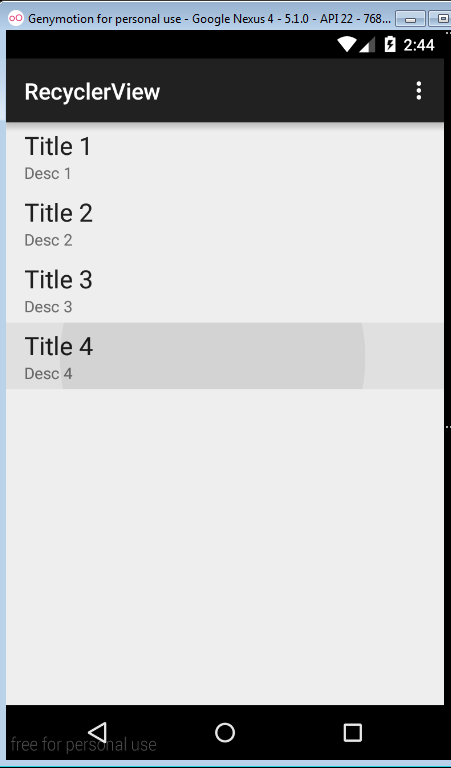 Genymotion for personal use - Google Nexus 4 - 5.1.0 - API 22 - 768...
2:44
RecyclerView
Title 1
Desc 1
Title 2
Desc 2
Title 3
Desc 3
Title 4
Desc 4
free for personal use